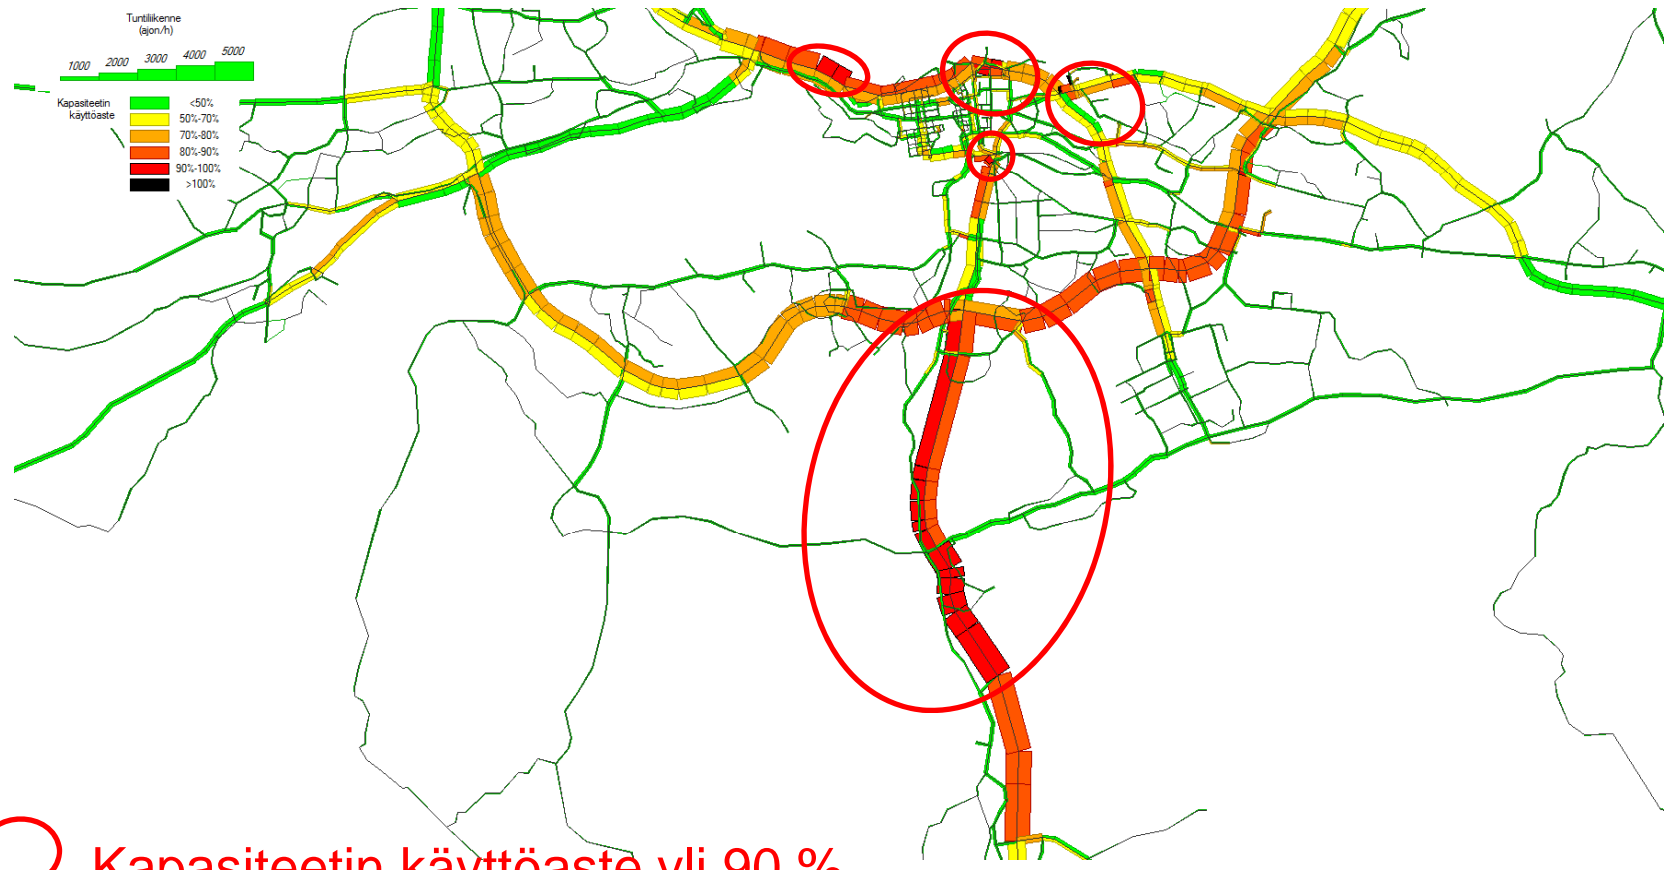 Tuntiliikenne
(ajon/h)
1000 2000 3000 4000 5000
Kapasiteetin
käyttöaste
<50%
50%-70%
70%-80%
80%-90%
90%-100%
>100%
Kapasiteetin käyttöaste yli 90 %